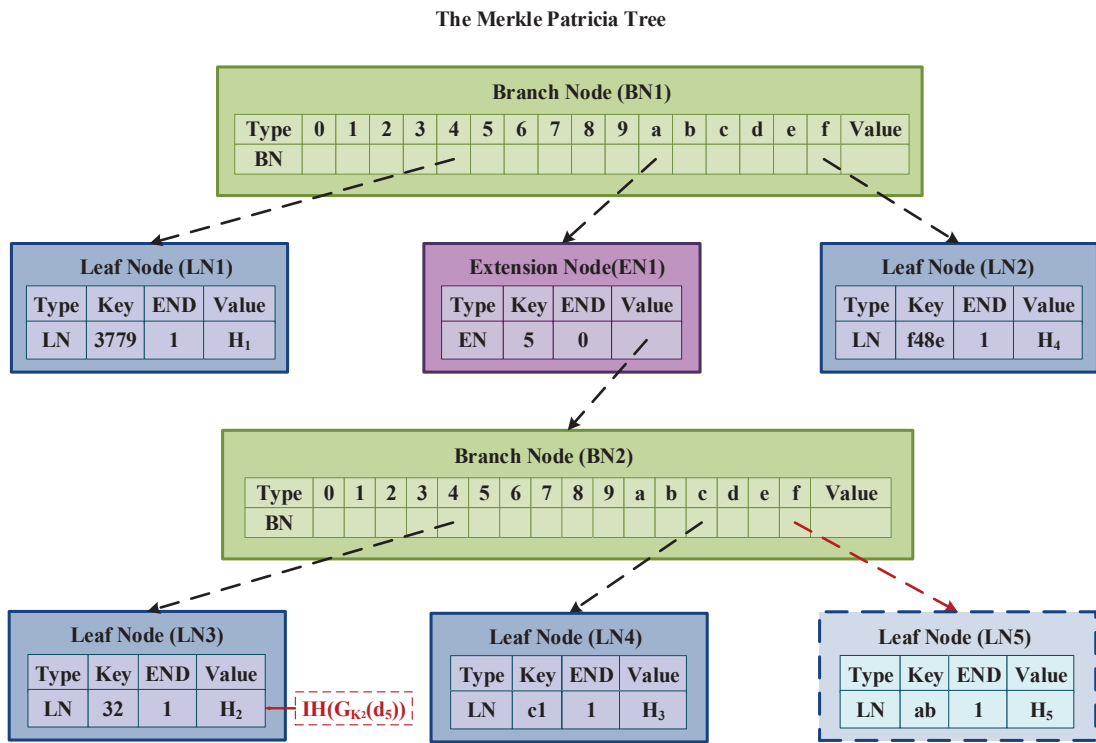 The Merkle Patricia Tree
Branch Node (BN1)
Type 0 1 2 3 4 5 6 7 8 9 a b c d e f Value
BN
Leaf Node (LN1)
Type Key END Value
LN 3779 1 H₁
Extension Node(EN1)
Type Key END Value
EN 5 0
Leaf Node (LN2)
Type Key END Value
LN f48e 1 H₄
Branch Node (BN2)
Type 0 1 2 3 4 5 6 7 8 9 a b c d e f Value
BN
Leaf Node (LN3)
Type Key END Value
LN 32 1 H₂
IH(G_K2(d₅))
Leaf Node (LN4)
Type Key END Value
LN c1 1 H₃
Leaf Node (LN5)
Type Key END Value
LN ab 1 H₅